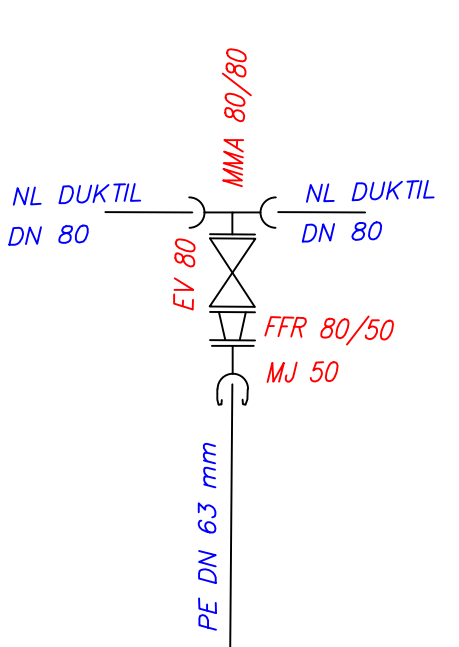 MMA 80/80
NL DUKTIL
DN 80
NL DUKTIL
DN 80
EV 80
FFR 80/50
MJ 50
PE DN 63 mm